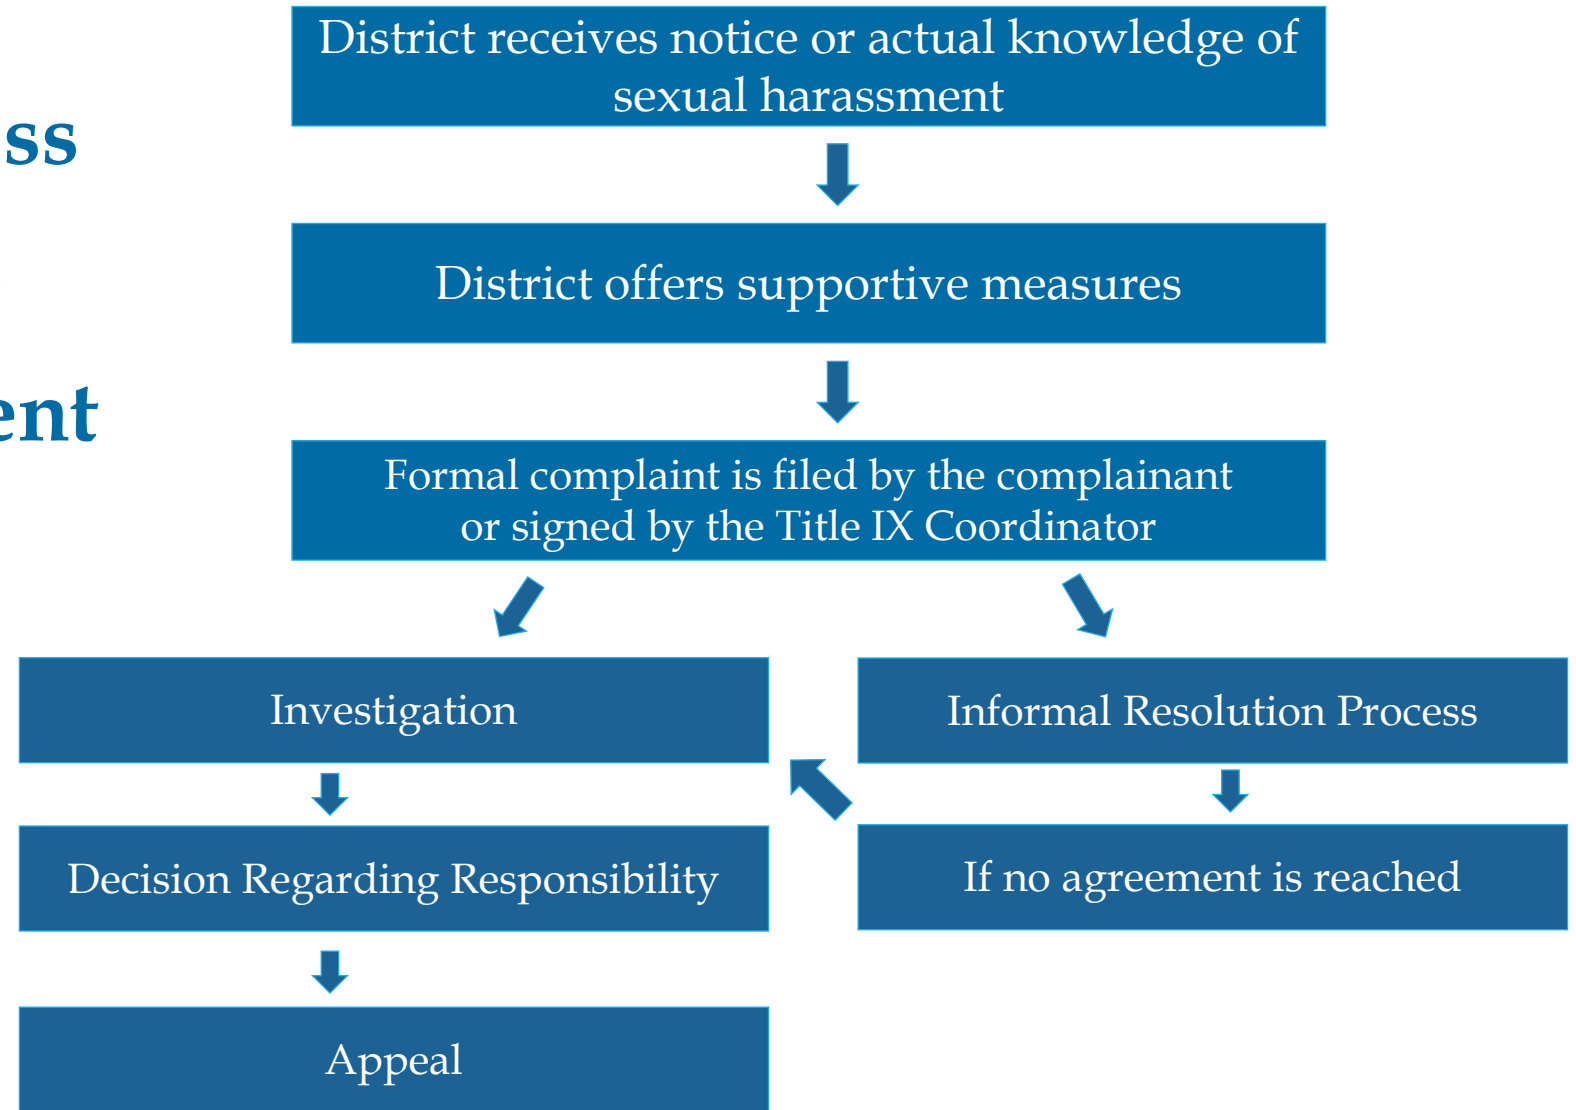 ss
ent
District receives notice or actual knowledge of
sexual harassment
District offers supportive measures
Formal complaint is filed by the complainant
or signed by the Title IX Coordinator
Investigation
Informal Resolution Process
Decision Regarding Responsibility
If no agreement is reached
Appeal